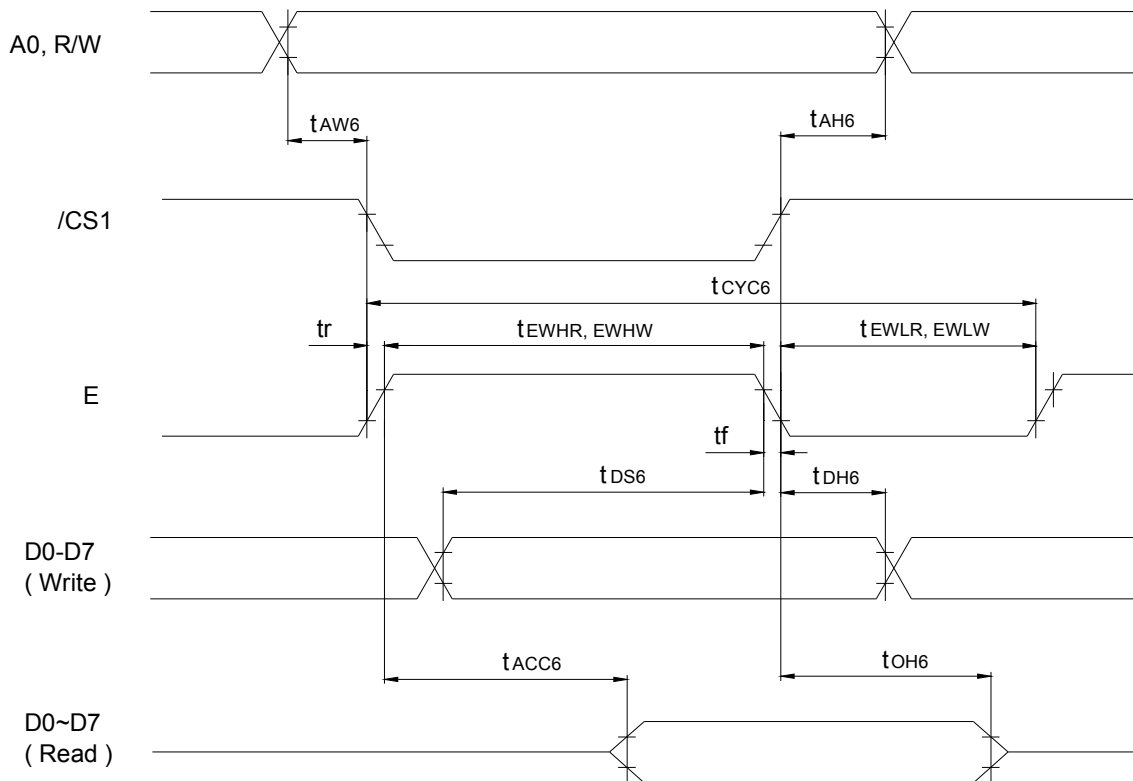 A0, R/W
tAW6
tAH6
/CS1
tCYC6
tr
tEWHR, EWHW
tEWLR, EWLW
E
tf
tDS6
tDH6
D0-D7
( Write )
tACC6
tOH6
D0~D7
( Read )